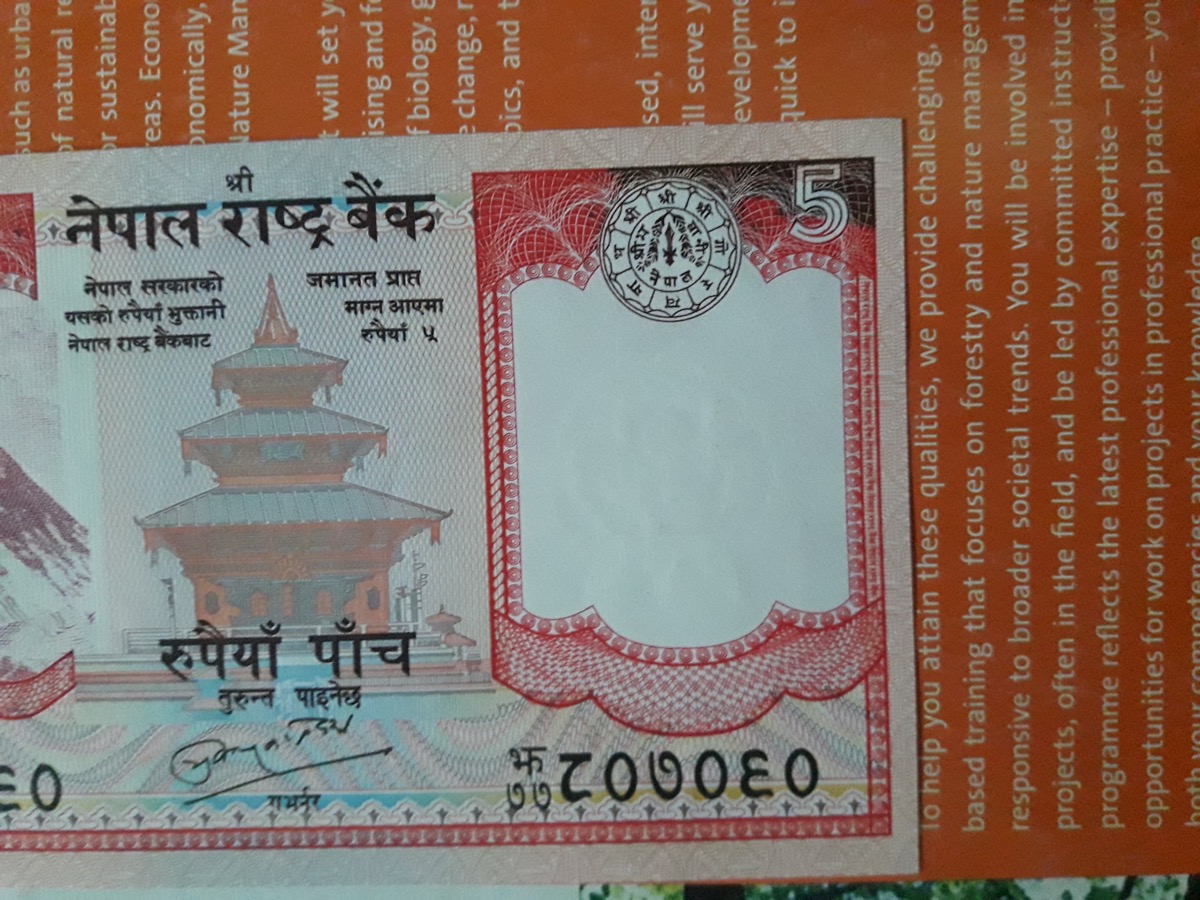 श्री
नेपाल राष्ट्र बैंक
नेपाल सरकारको जमानत प्राप्त
यसको रुपैयाँ भुक्तानी माग्न आएमा
नेपाल राष्ट्र बैंकबाट रुपैयाँ ५
रुपैयाँ पाँच
तुरुन्त पाइनेछ
गभर्नर
३०
फ
७७ २०७०३०
5
such as urba
of natural re
or sustainab
reas. Econo
onomically,
Nature Man
t will set y
ising and f
f biology, g
e change, r
pics, and t
sed, inter
ill serve y
evelopme
quick to i
To help you attain these qualities, we provide challenging, co
based training that focuses on forestry and nature managem
responsive to broader societal trends. You will be involved in
projects, often in the field, and be led by committed instruct
programme reflects the latest professional expertise – providi
opportunities for work on projects in professional practice – you
both your competencies and your knowledge